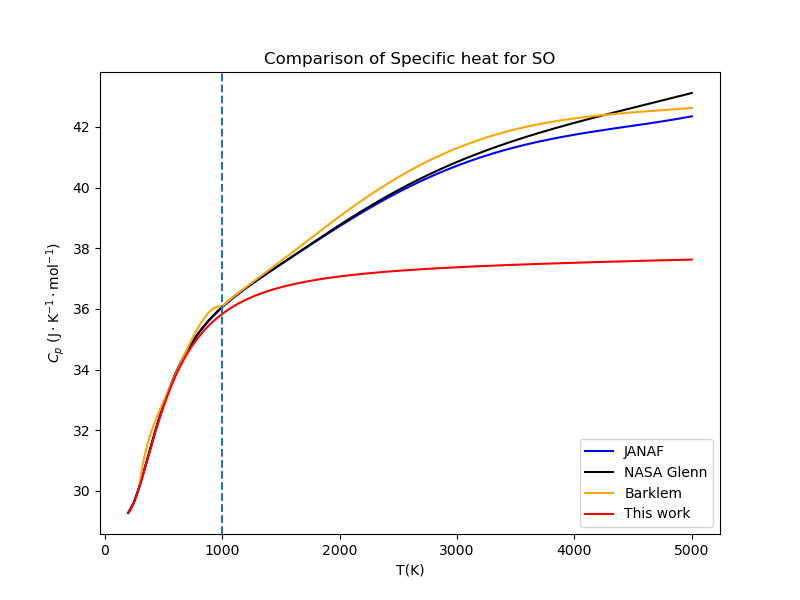 Comparison of Specific heat for SO
42
40
38
36
34
32
30
C_p (J · K⁻¹ · mol⁻¹)
0 1000 2000 3000 4000 5000
T(K)
JANAF
NASA Glenn
Barklem
This work